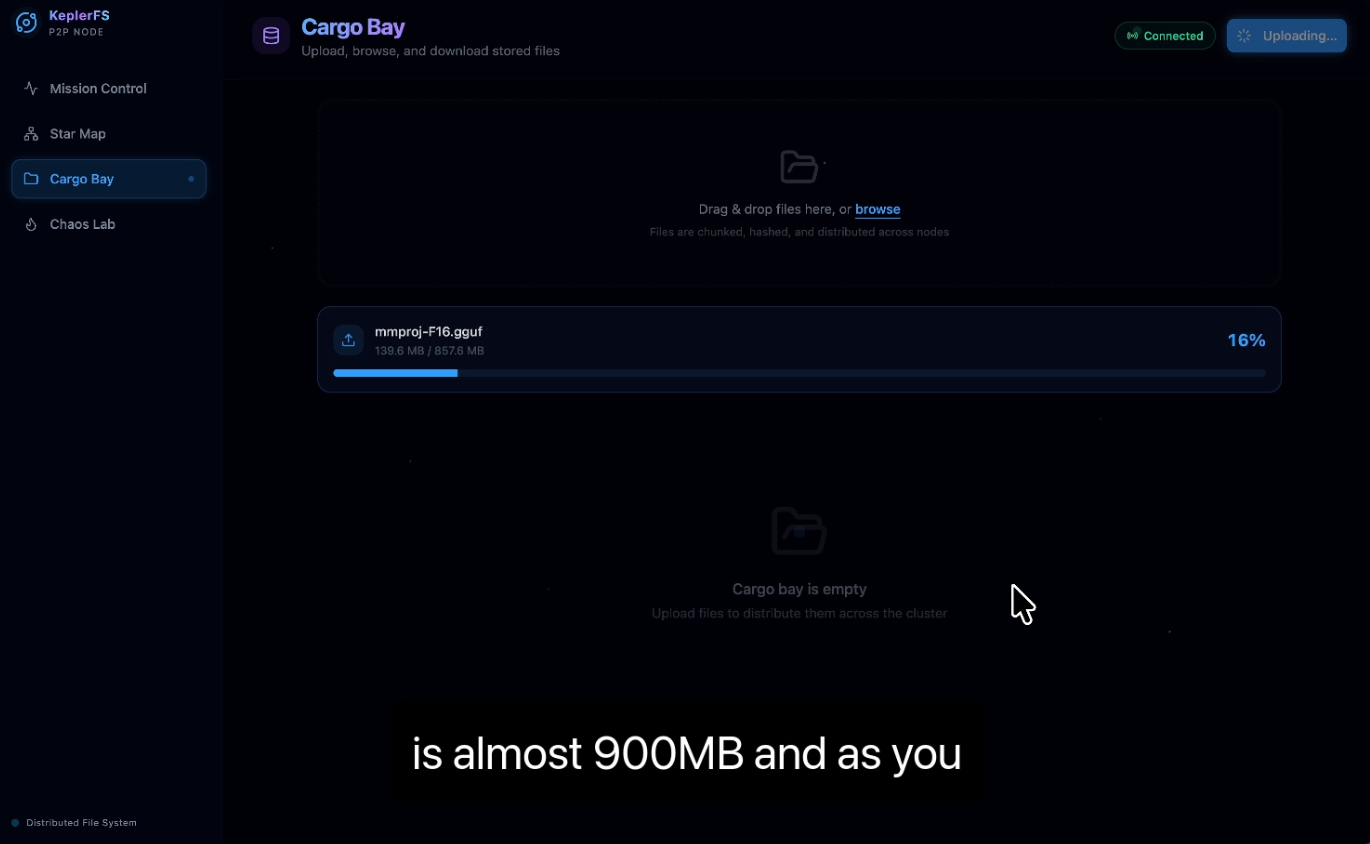 KeplerFS
P2P NODE
Mission Control
Star Map
Cargo Bay
Chaos Lab
Distributed File System
Cargo Bay
Upload, browse, and download stored files
Connected
Uploading...
Drag & drop files here, or browse
Files are chunked, hashed, and distributed across nodes
mmproj-F16.gguf
139.6 MB / 857.6 MB
16%
Cargo bay is empty
Upload files to distribute them across the cluster
is almost 900MB and as you